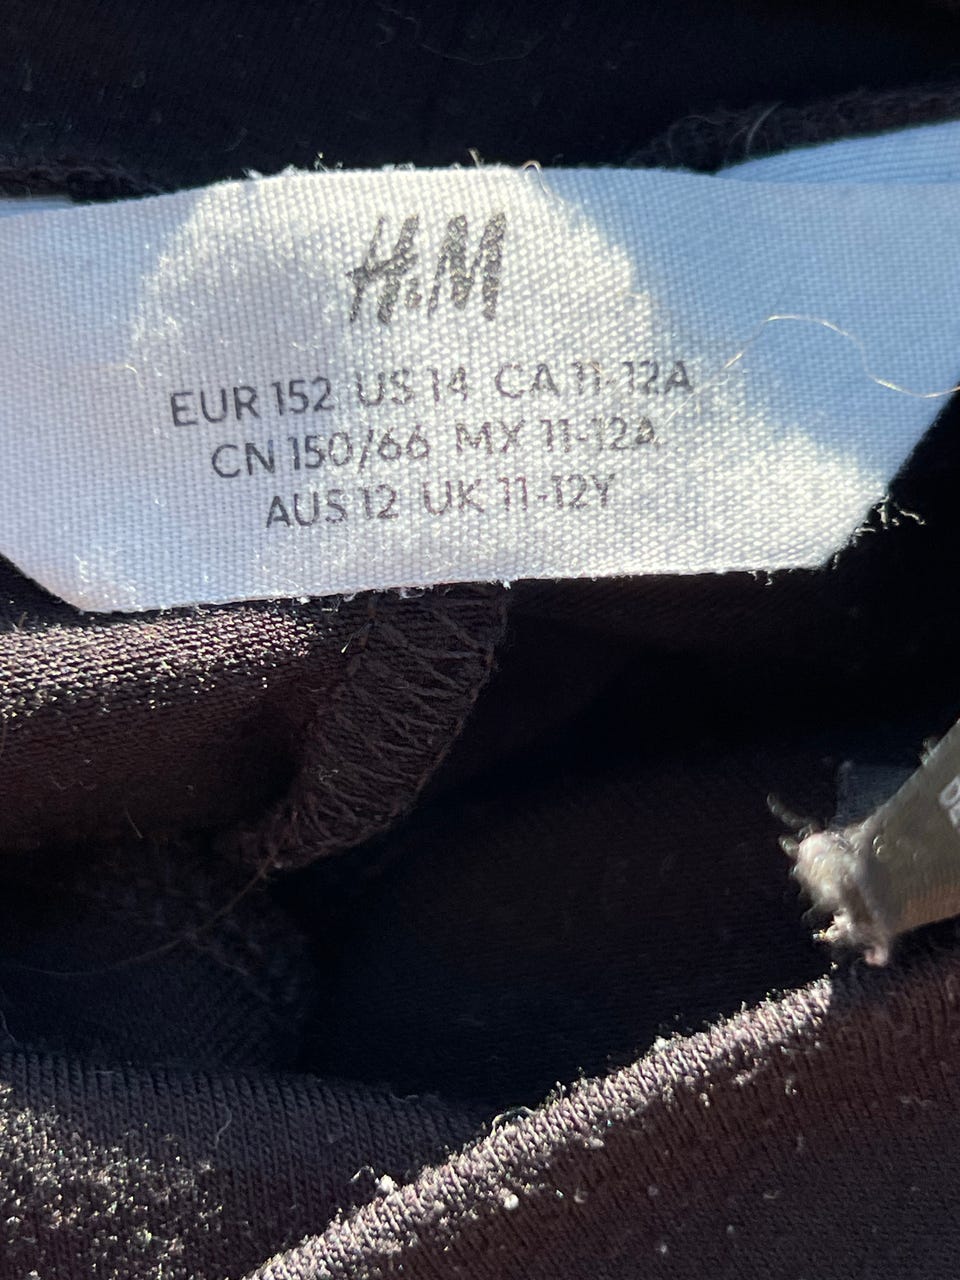 H&M
EUR 152 US 14 CA 11-12A
CN 150/66 MX 11-12A
AUS 12 UK 11-12Y